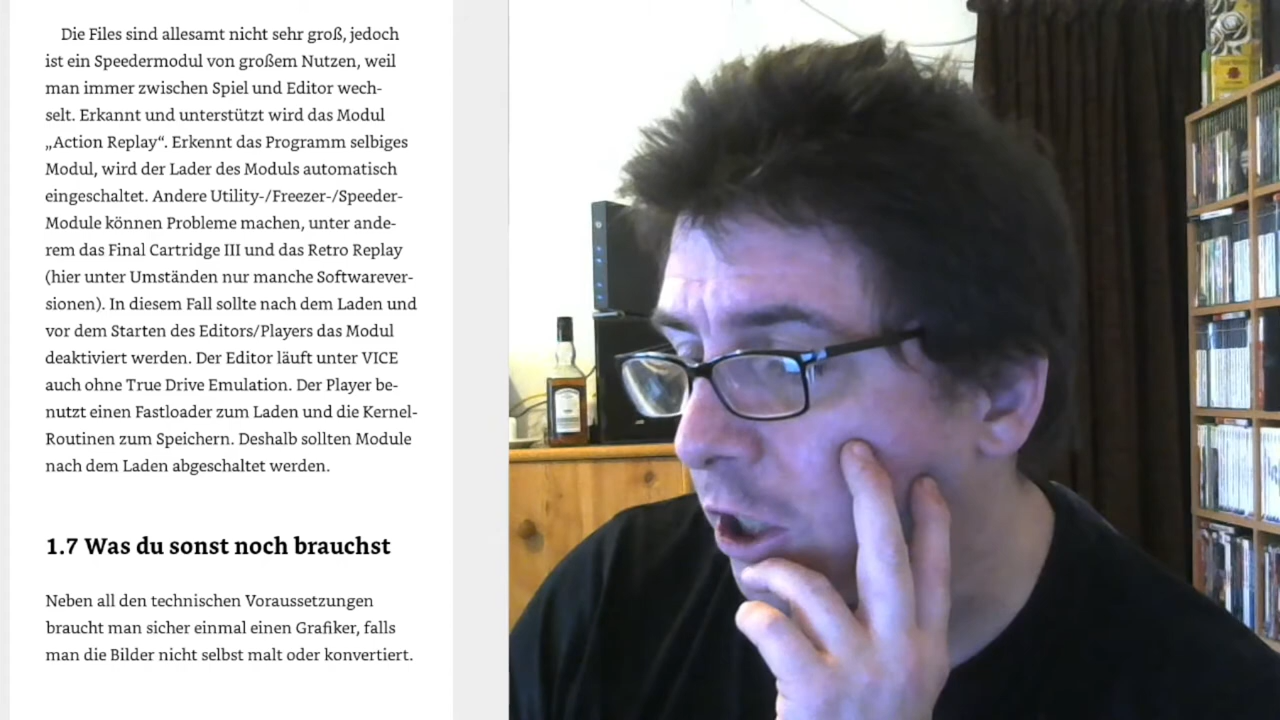 Die Files sind allesamt nicht sehr groß, jedoch
ist ein Speedermodul von großem Nutzen, weil
man immer zwischen Spiel und Editor wech-
selt. Erkannt und unterstützt wird das Modul
„Action Replay“. Erkennt das Programm selbiges
Modul, wird der Lader des Moduls automatisch
eingeschaltet. Andere Utility-/Freezer-/Speeder-
Module können Probleme machen, unter ande-
rem das Final Cartridge III und das Retro Replay
(hier unter Umständen nur manche Softwarever-
sionen). In diesem Fall sollte nach dem Laden und
vor dem Starten des Editors/Players das Modul
deaktiviert werden. Der Editor läuft unter VICE
auch ohne True Drive Emulation. Der Player be-
nutzt einen Fastloader zum Laden und die Kernel-
Routinen zum Speichern. Deshalb sollten Module
nach dem Laden abgeschaltet werden.
1.7 Was du sonst noch brauchst
Neben all den technischen Voraussetzungen
braucht man sicher einmal einen Grafiker, falls
man die Bilder nicht selbst malt oder konvertiert.